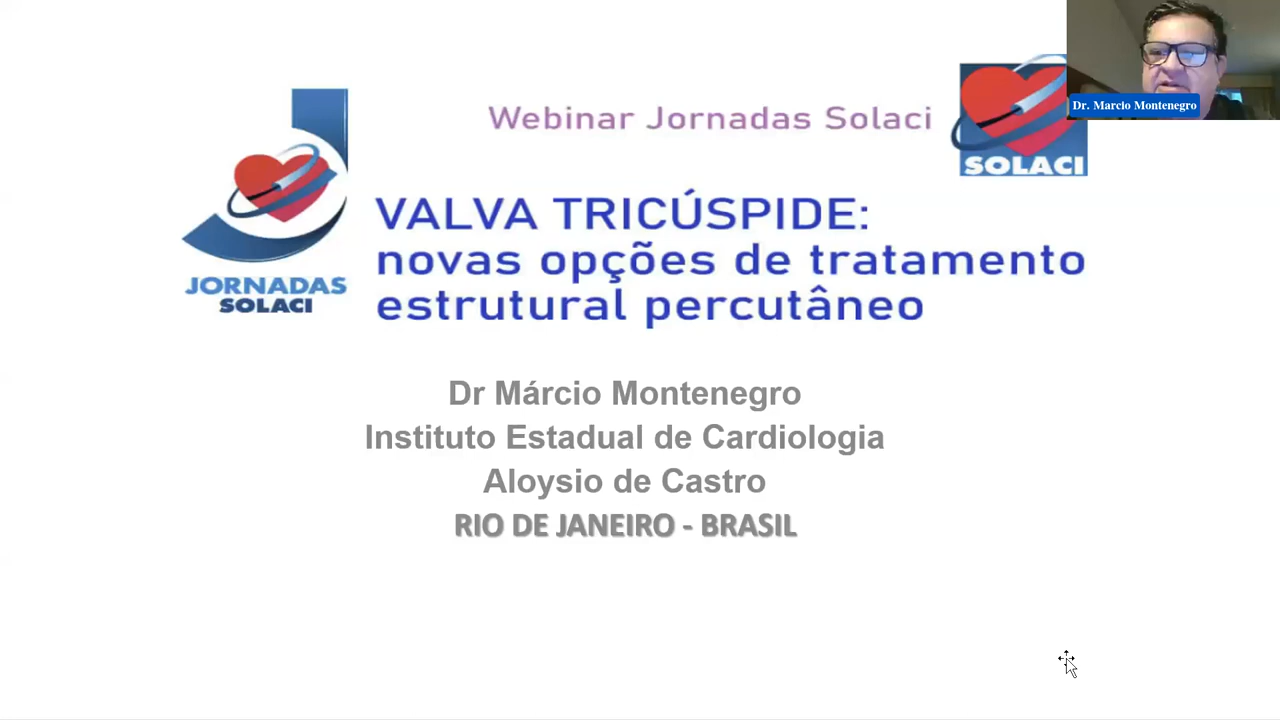 Webinar Jornadas Solaci
Dr. Marcio Montenegro
SOLACI
VALVA TRICÚSPIDE:
novas opções de tratamento
estrutural percutâneo
JORNADAS
SOLACI
Dr Márcio Montenegro
Instituto Estadual de Cardiologia
Aloysio de Castro
RIO DE JANEIRO - BRASIL